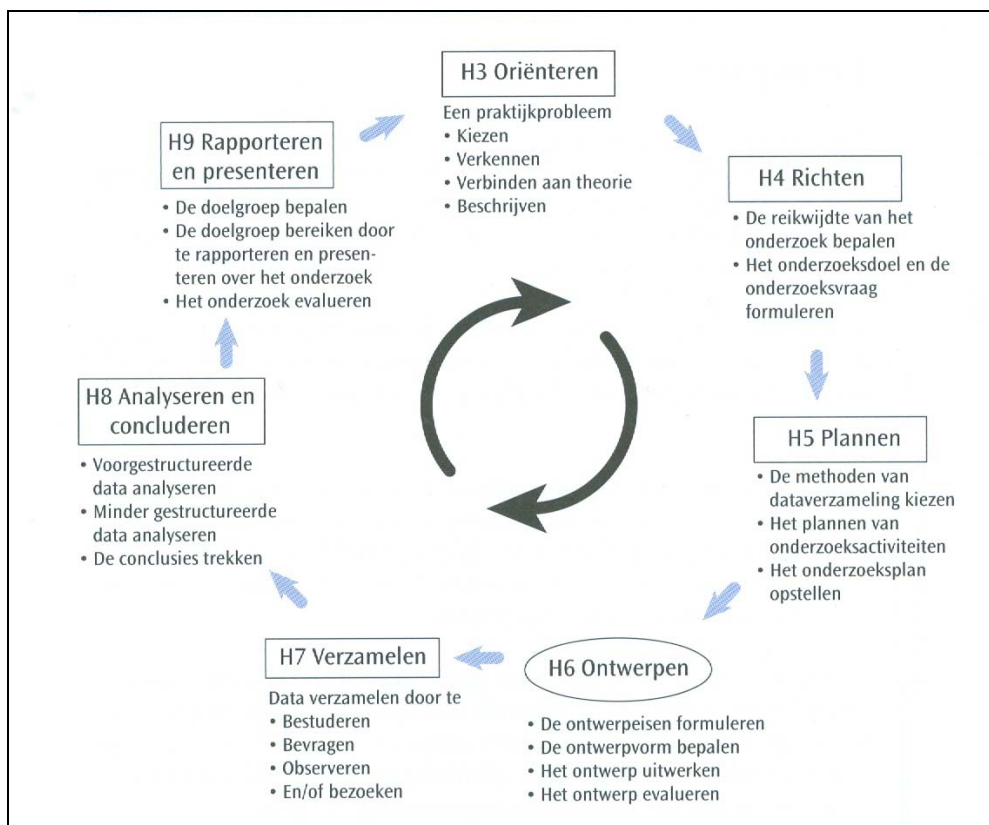 H3 Oriënteren
Een praktijkprobleem
• Kiezen
• Verkennen
• Verbinden aan theorie
• Beschrijven
H4 Richten
• De reikwijdte van het
onderzoek bepalen
• Het onderzoeksdoel en de
onderzoeksvraag
formuleren
H5 Plannen
• De methoden van
dataverzameling kiezen
• Het plannen van
onderzoeksactiviteiten
• Het onderzoeksplan
opstellen
H6 Ontwerpen
• De ontwerpeisen formuleren
• De ontwerpvorm bepalen
• Het ontwerp uitwerken
• Het ontwerp evalueren
H7 Verzamelen
Data verzamelen door te
• Bestuderen
• Bevragen
• Observeren
• En/of bezoeken
H8 Analyseren en
concluderen
• Voorgestructureerde
data analyseren
• Minder gestructureerde
data analyseren
• De conclusies trekken
H9 Rapporteren
en presenteren
• De doelgroep bepalen
• De doelgroep bereiken door
te rapporteren en presen-
teren over het onderzoek
• Het onderzoek evalueren